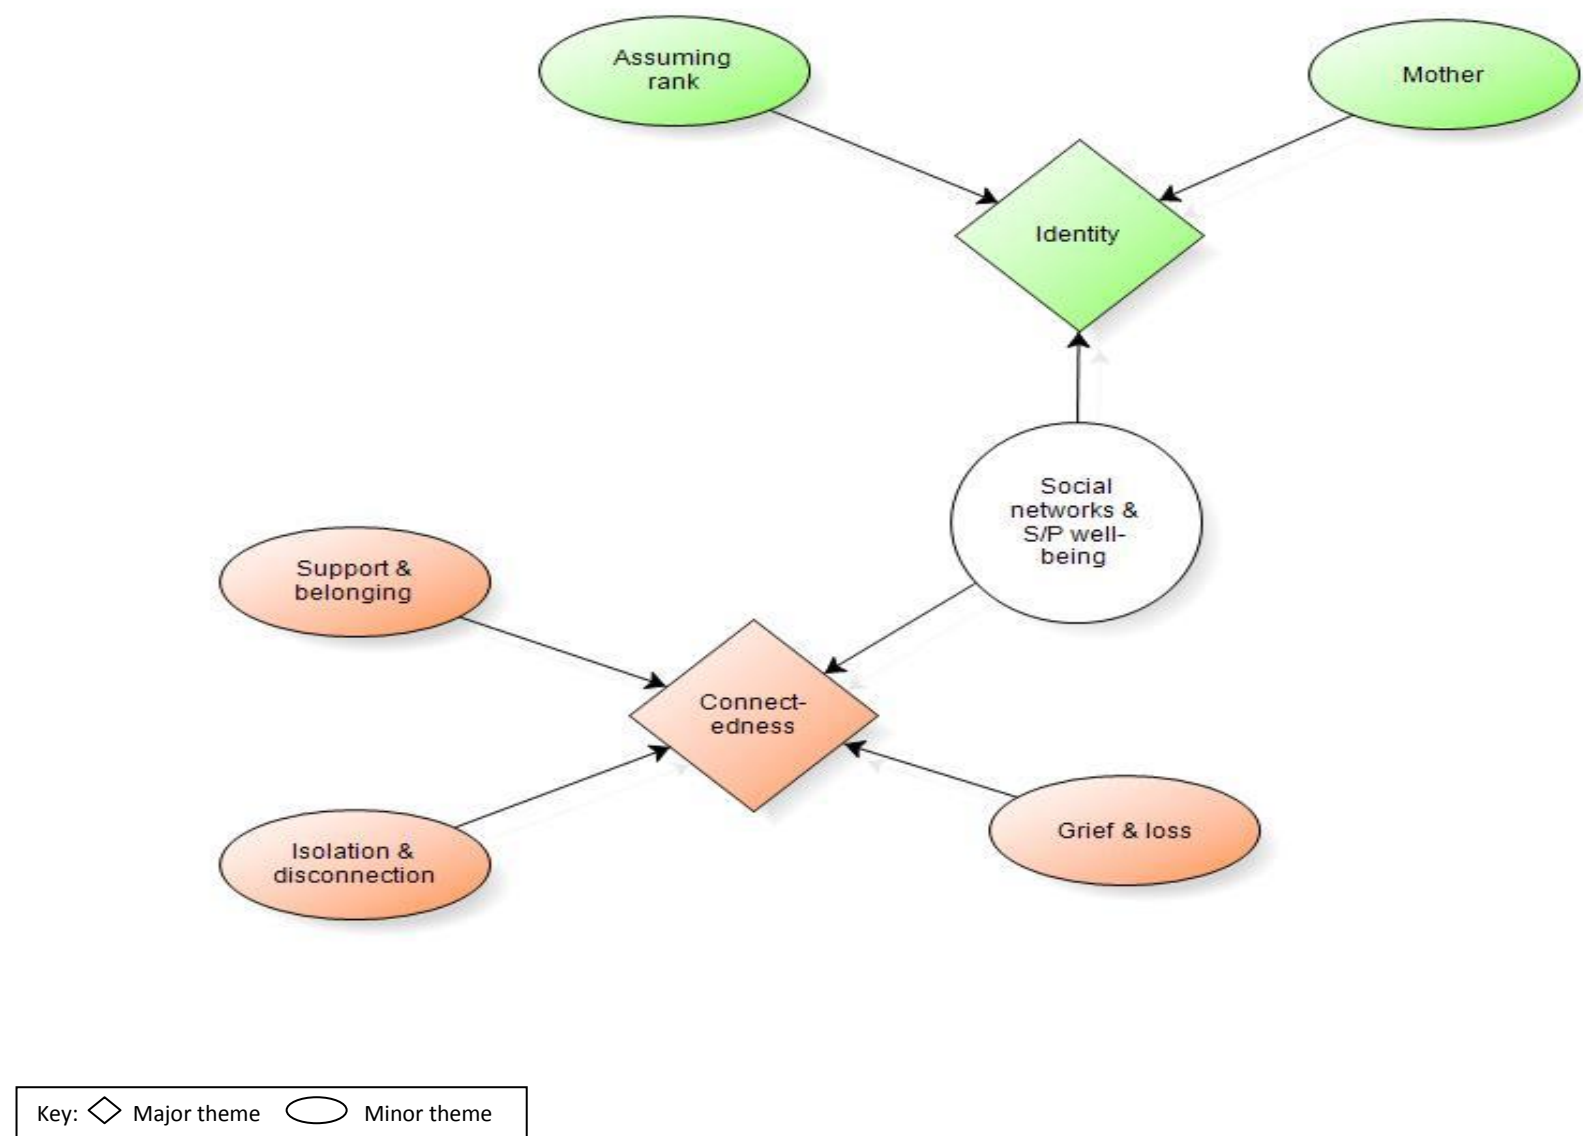 Assuming
rank
Mother
Identity
Social
networks &
S/P well-
being
Support &
belonging
Connect-
edness
Isolation &
disconnection
Grief & loss
Key: Major theme Minor theme